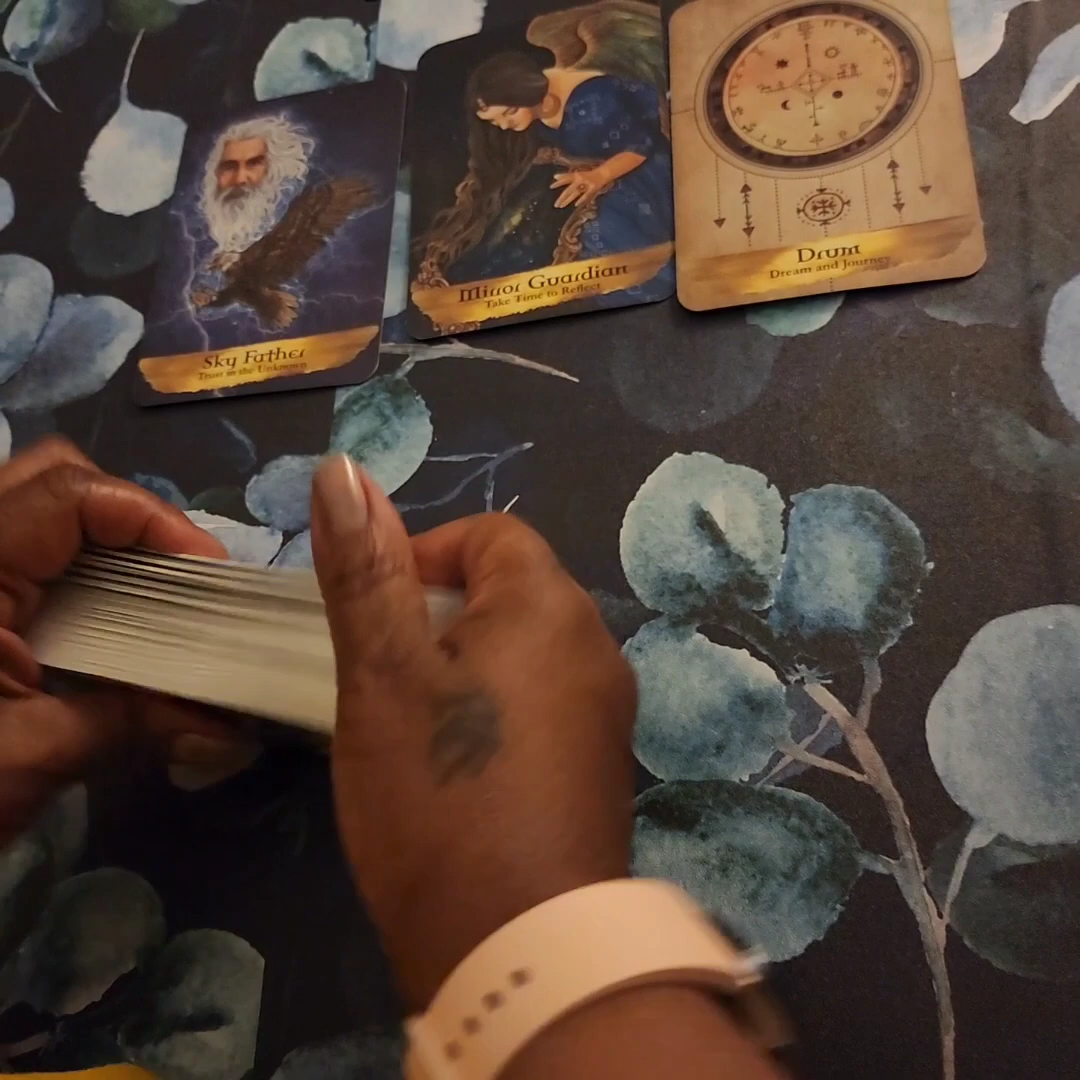 Sky Father
Trust in the Unknown
Mirror Guardian
Take Time to Reflect
Drum
Dream and Journey